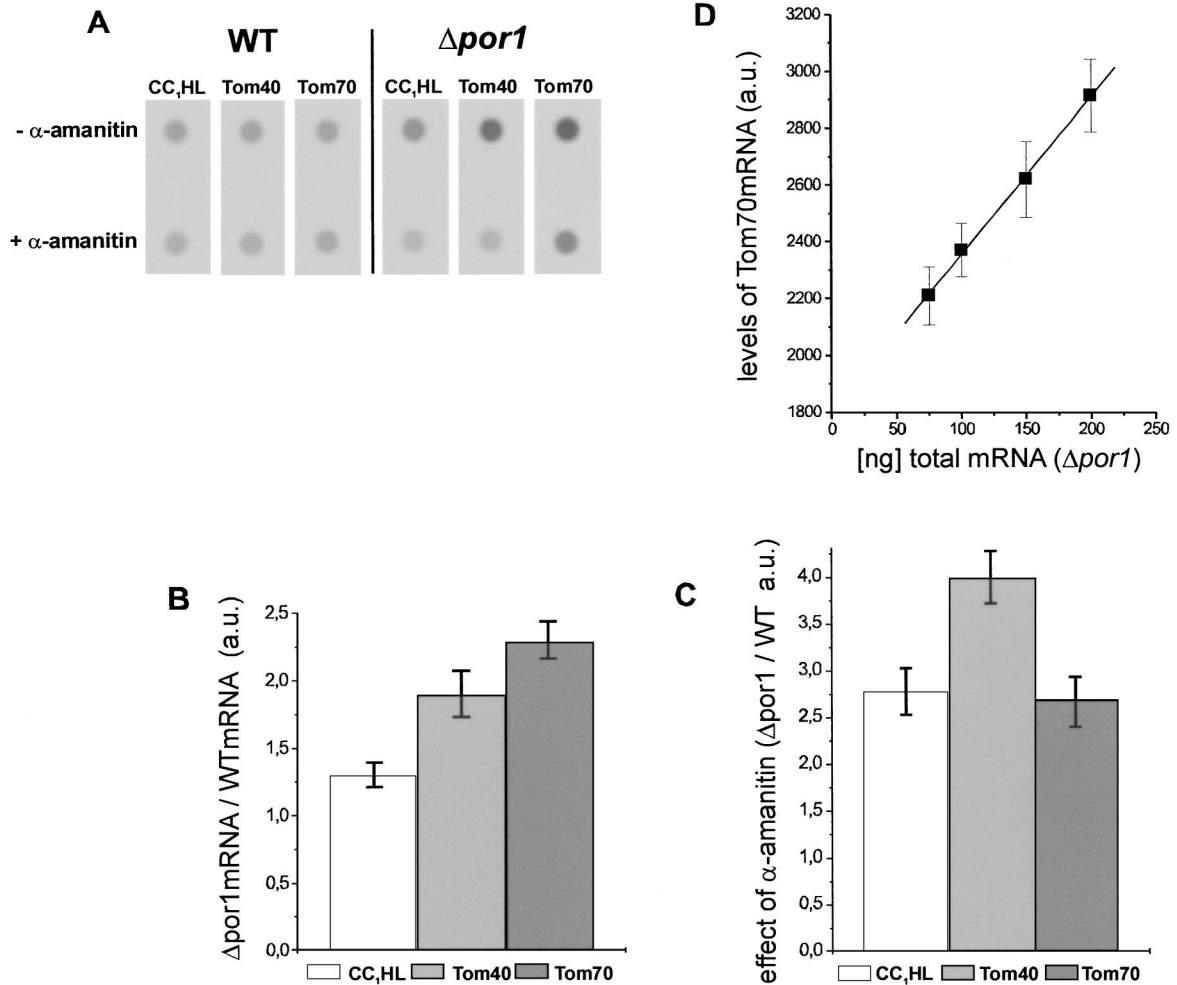 A
WT
Δpor1
CC1HL Tom40 Tom70 CC1HL Tom40 Tom70
- α-amanitin
+ α-amanitin
D
levels of Tom70mRNA (a.u.)
3200
3000
2800
2600
2400
2200
2000
1800
0 50 100 150 200 250
[ng] total mRNA (Δpor1)
B
Δpor1mRNA / WTmRNA (a.u.)
2,5
2,0
1,5
1,0
0,5
0,0
CC1HL Tom40 Tom70
C
effect of α-amanitin (Δpor1 / WT a.u.)
4,0
3,5
3,0
2,5
2,0
1,5
1,0
0,5
0,0
CC1HL Tom40 Tom70